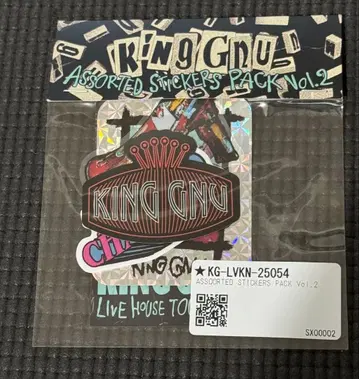 KING GNU
ASSORTED STICKERS PACK VOL.2
KING GNU
NNG GNU
LIVE HOUSE TO
★KG-LVKN-25054
ASSORTED STICKERS PACK Vol.2
SX00002